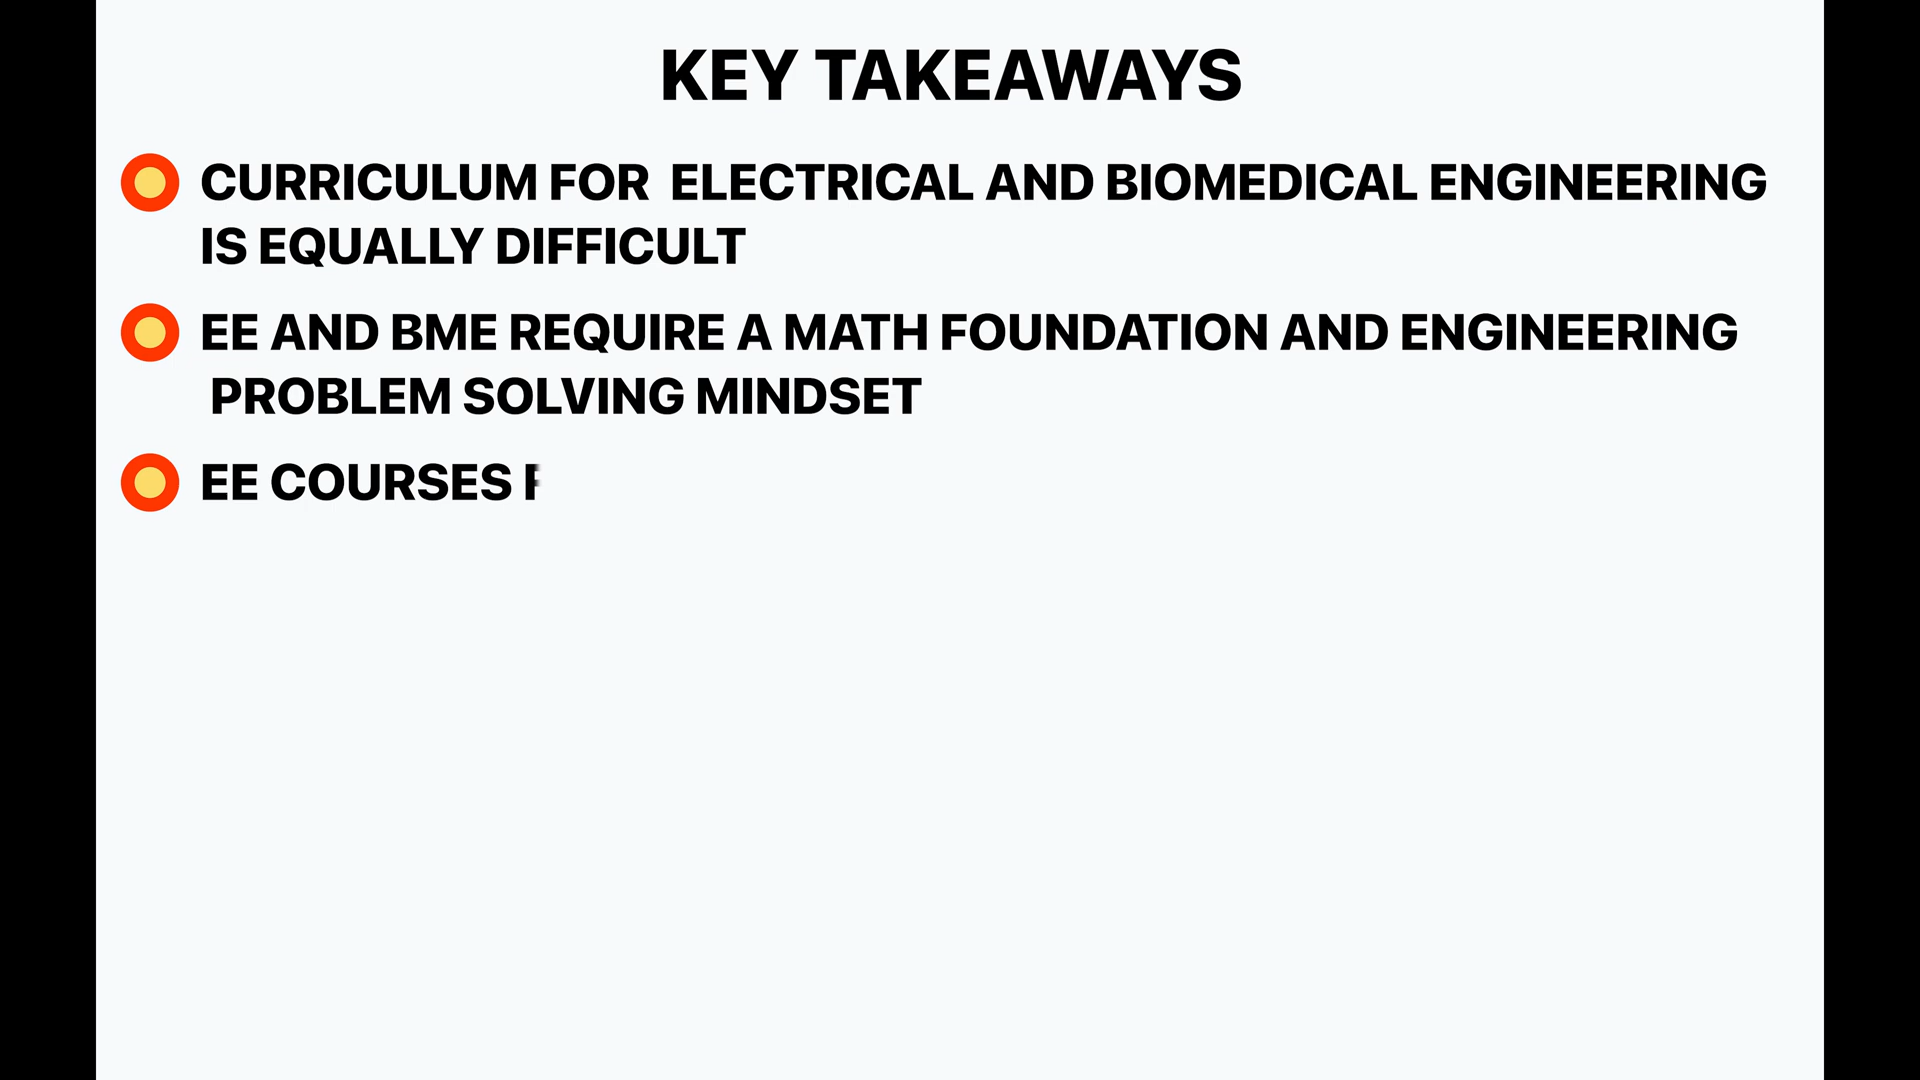 KEY TAKEAWAYS
CURRICULUM FOR ELECTRICAL AND BIOMEDICAL ENGINEERING
IS EQUALLY DIFFICULT
EE AND BME REQUIRE A MATH FOUNDATION AND ENGINEERING
PROBLEM SOLVING MINDSET
EE COURSES